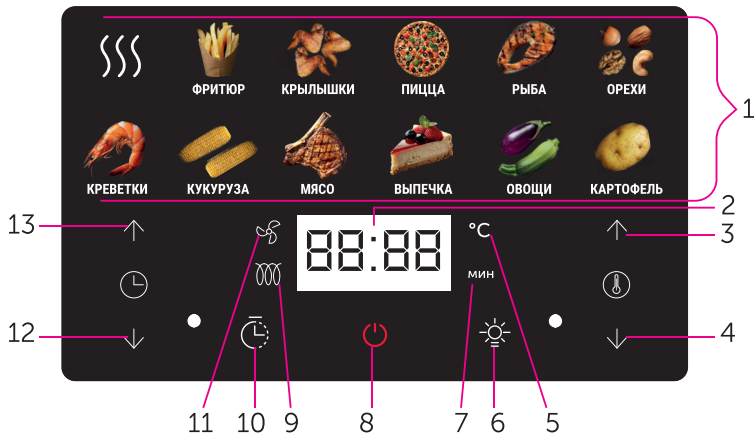 ФРИТЮР КРЫЛЫШКИ ПИЦЦА РЫБА ОРЕХИ
1
КРЕВЕТКИ КУКУРУЗА МЯСО ВЫПЕЧКА ОВОЩИ КАРТОФЕЛЬ
2
13 88:88 °C 3
МИН
12 4
11 10 9 8 7 6 5